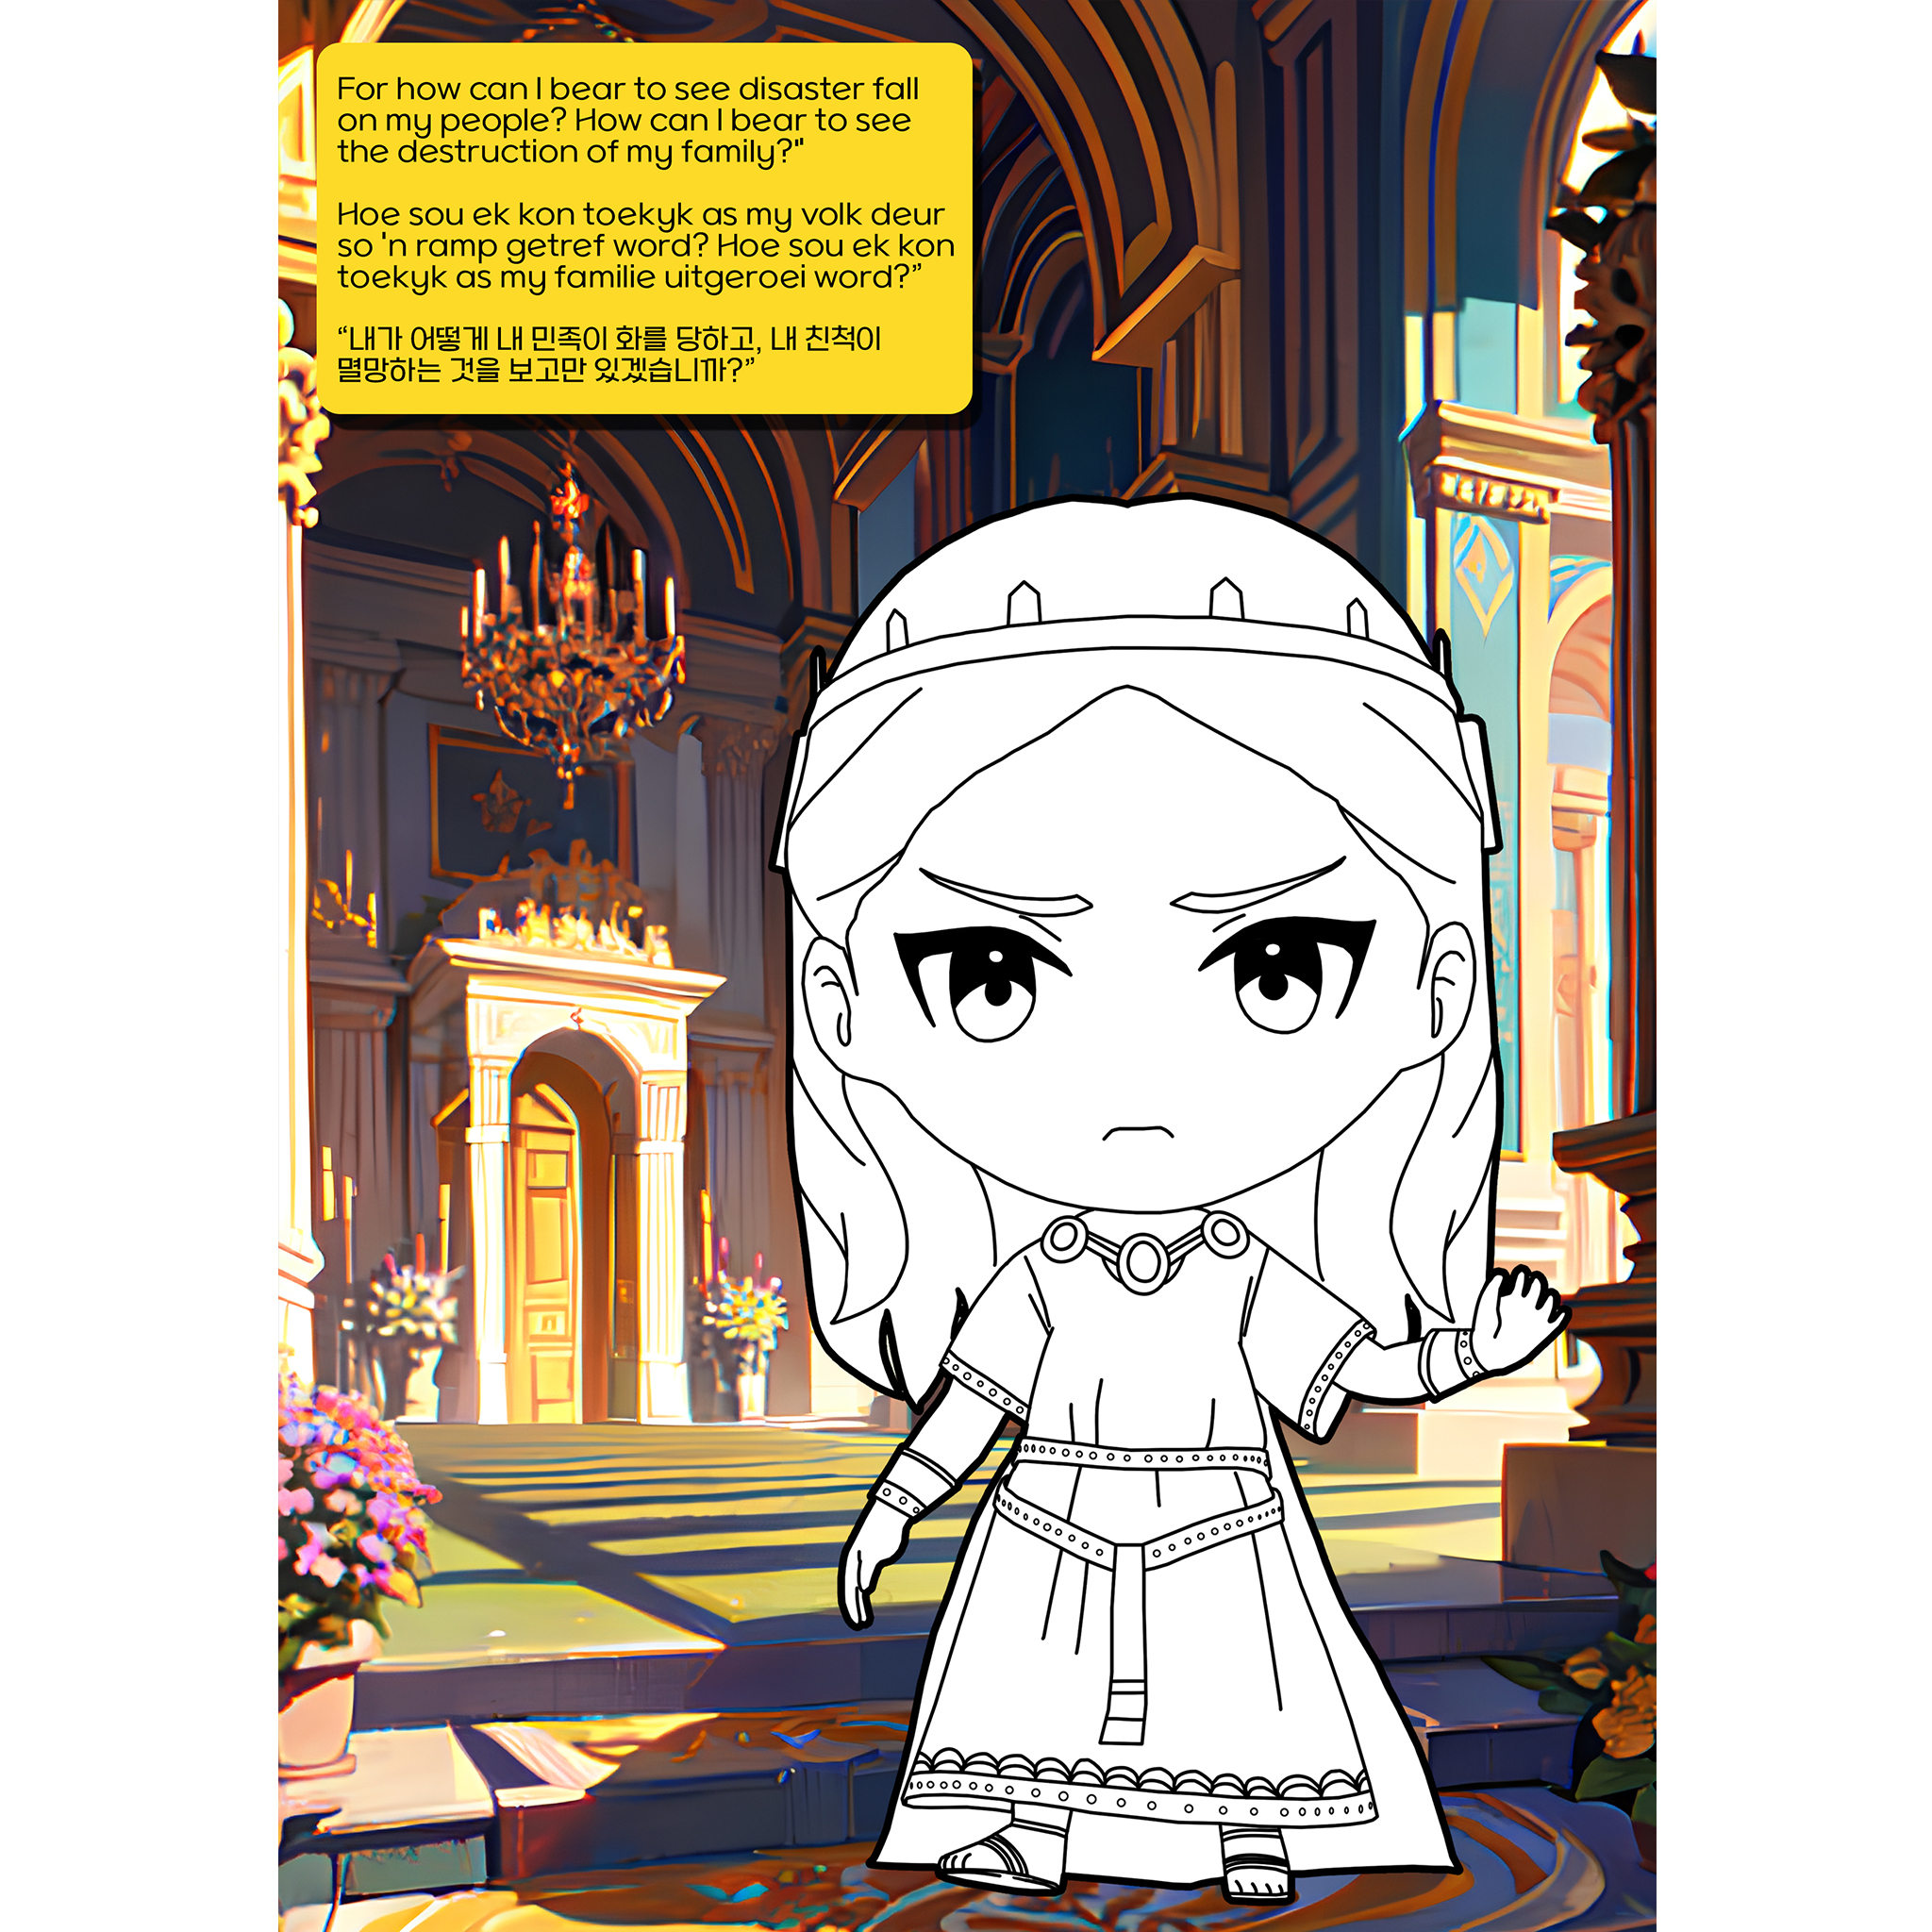 For how can I bear to see disaster fall
on my people? How can I bear to see
the destruction of my family?"
Hoe sou ek kon toekyk as my volk deur
so 'n ramp getref word? Hoe sou ek kon
toekyk as my familie uitgeroei word?”
“내가 어떻게 내 민족이 화를 당하고, 내 친척이
멸망하는 것을 보고만 있겠습니까?”